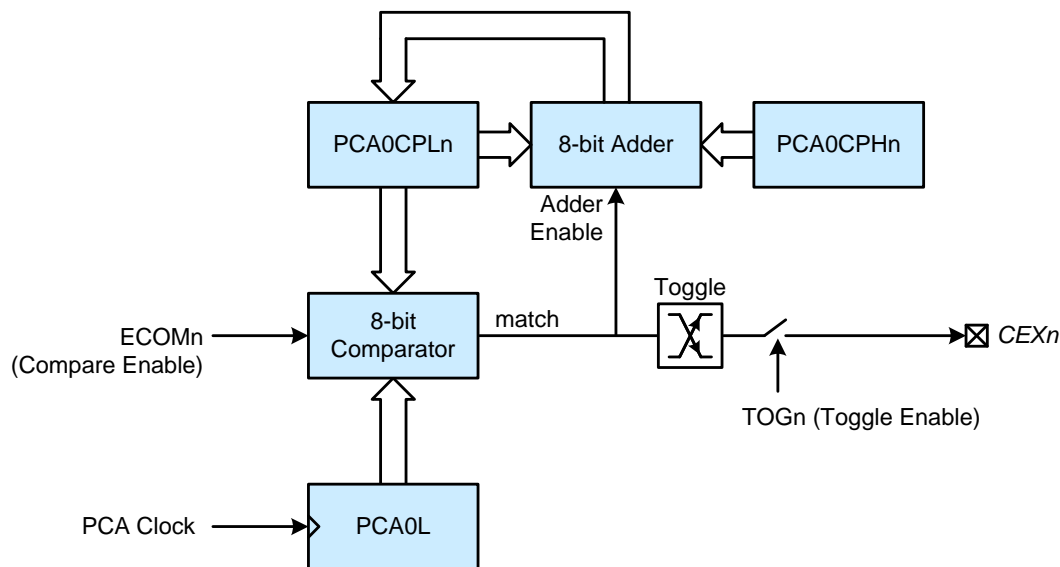 PCA0CPLn
8-bit Adder
PCA0CPHn
Adder
Enable
Toggle
ECOMn
(Compare Enable)
8-bit
Comparator
match
CEXn
TOGn (Toggle Enable)
PCA Clock
PCA0L